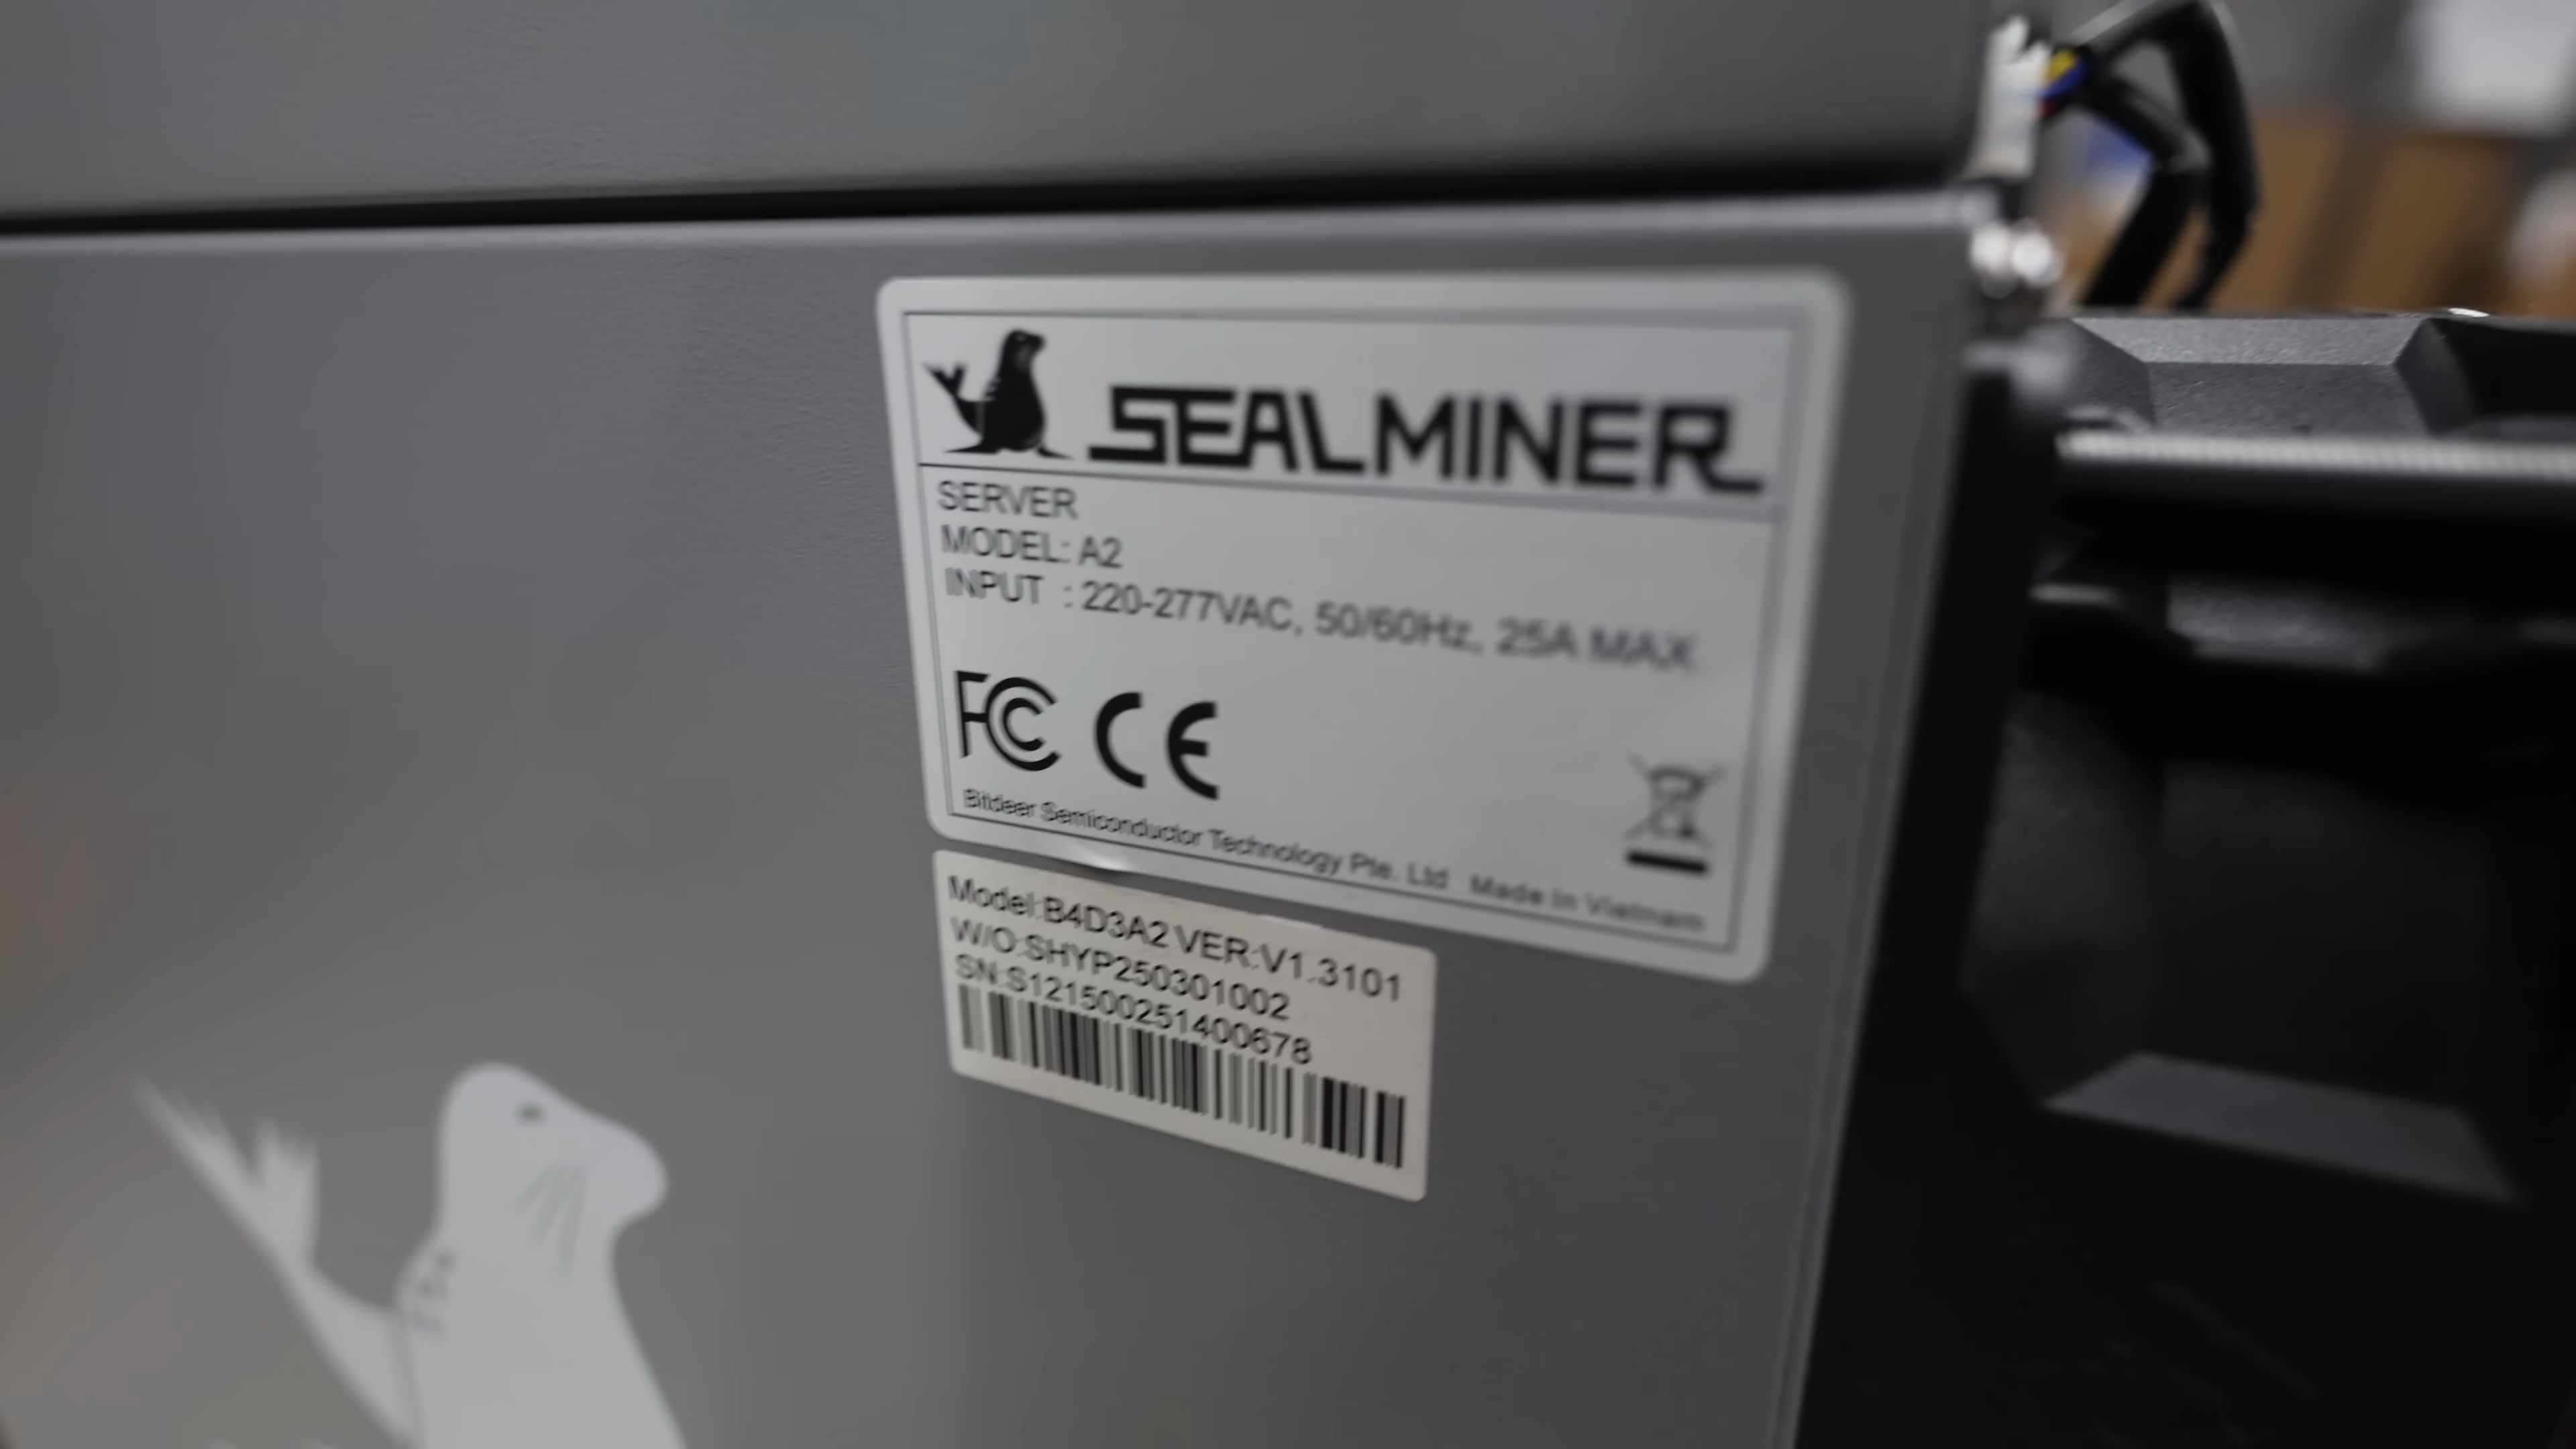 SEALMINER
SERVER
MODEL: A2
INPUT : 220-277VAC, 50/60Hz, 25A MAX
FC CE
Bitdeer Semiconductor Technology Pte. Ltd Made In Vietnam
Model:B4D3A2 VER:V1.3101
W/O:SHYP250301002
SN:S121500251400678